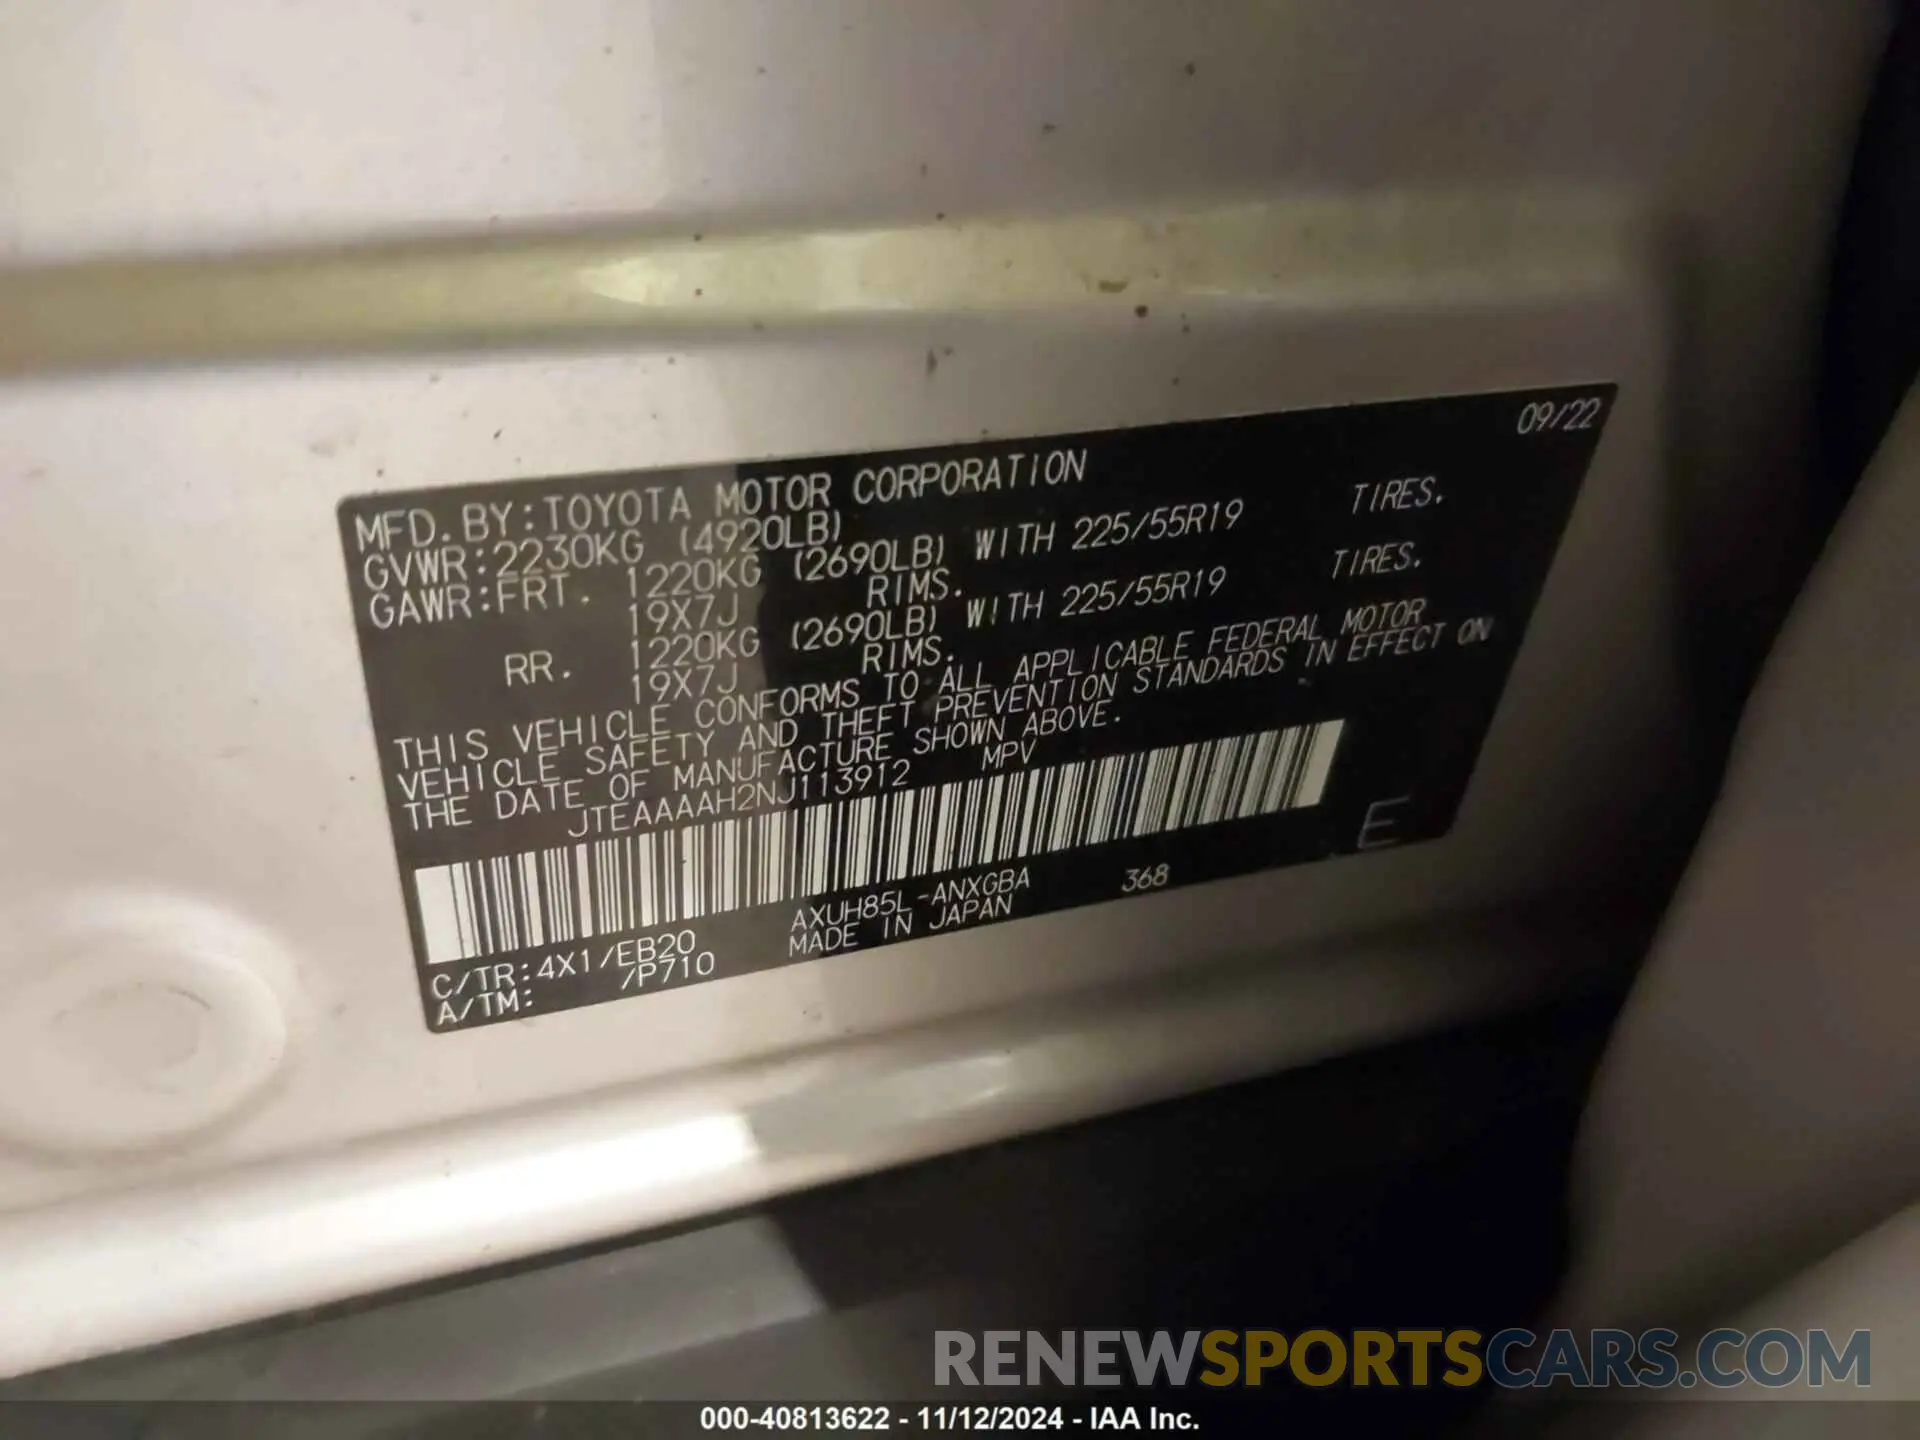 09/22
MFD. BY: TOYOTA MOTOR CORPORATION
GVWR: 2230KG (4920LB)
GAWR: FRT. 1220KG (2690LB) WITH 225/55R19 TIRES.
19X7J RIMS.
RR. 1220KG (2690LB) WITH 225/55R19 TIRES.
19X7J RIMS.
THIS VEHICLE CONFORMS TO ALL APPLICABLE FEDERAL MOTOR
VEHICLE SAFETY AND THEFT PREVENTION STANDARDS IN EFFECT ON
THE DATE OF MANUFACTURE SHOWN ABOVE.
JTEAAAAH2NJ113912 MPV
E
C/TR: 4X1/EB20 AXUH85L-ANXGBA 368
A/TM: /P710 MADE IN JAPAN
RENEWSPORTSCARS.COM
000-40813622 - 11/12/2024 - IAA Inc.